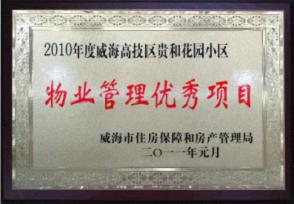 2010年度威海高技区贵和花园小区
物业管理优秀项目
威海市住房保障和房产管理局
二〇一一年元月